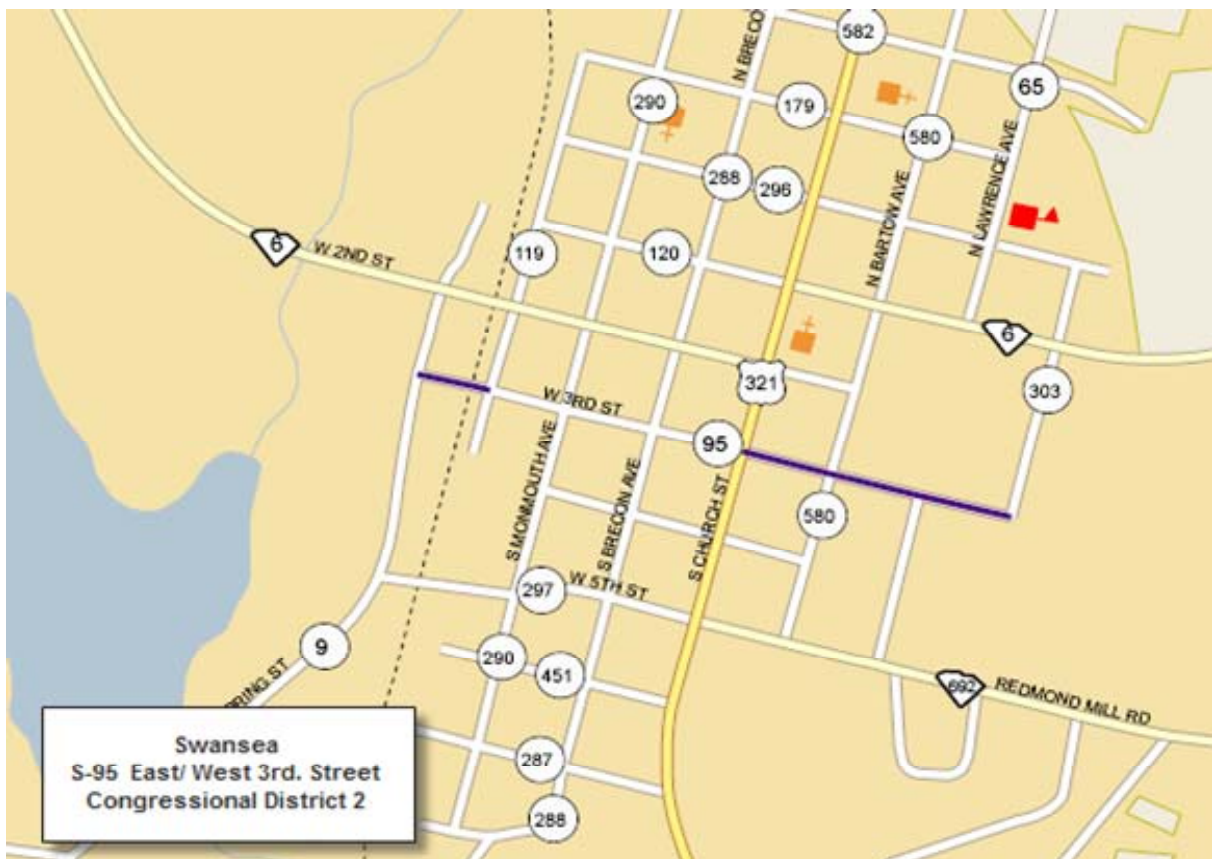 582
N BRECO
65
290
179
580
N LAWRENCE AVE
288
296
N BARTOW AVE
6
W 2ND ST
119
120
6
321
303
W 3RD ST
95
S MONMOUTH AVE
S BRECON AVE
S CHURCH ST
580
297
W 5TH ST
9
290
451
692
REDMOND MILL RD
PRING ST
287
288
Swansea
S-95 East/ West 3rd. Street
Congressional District 2